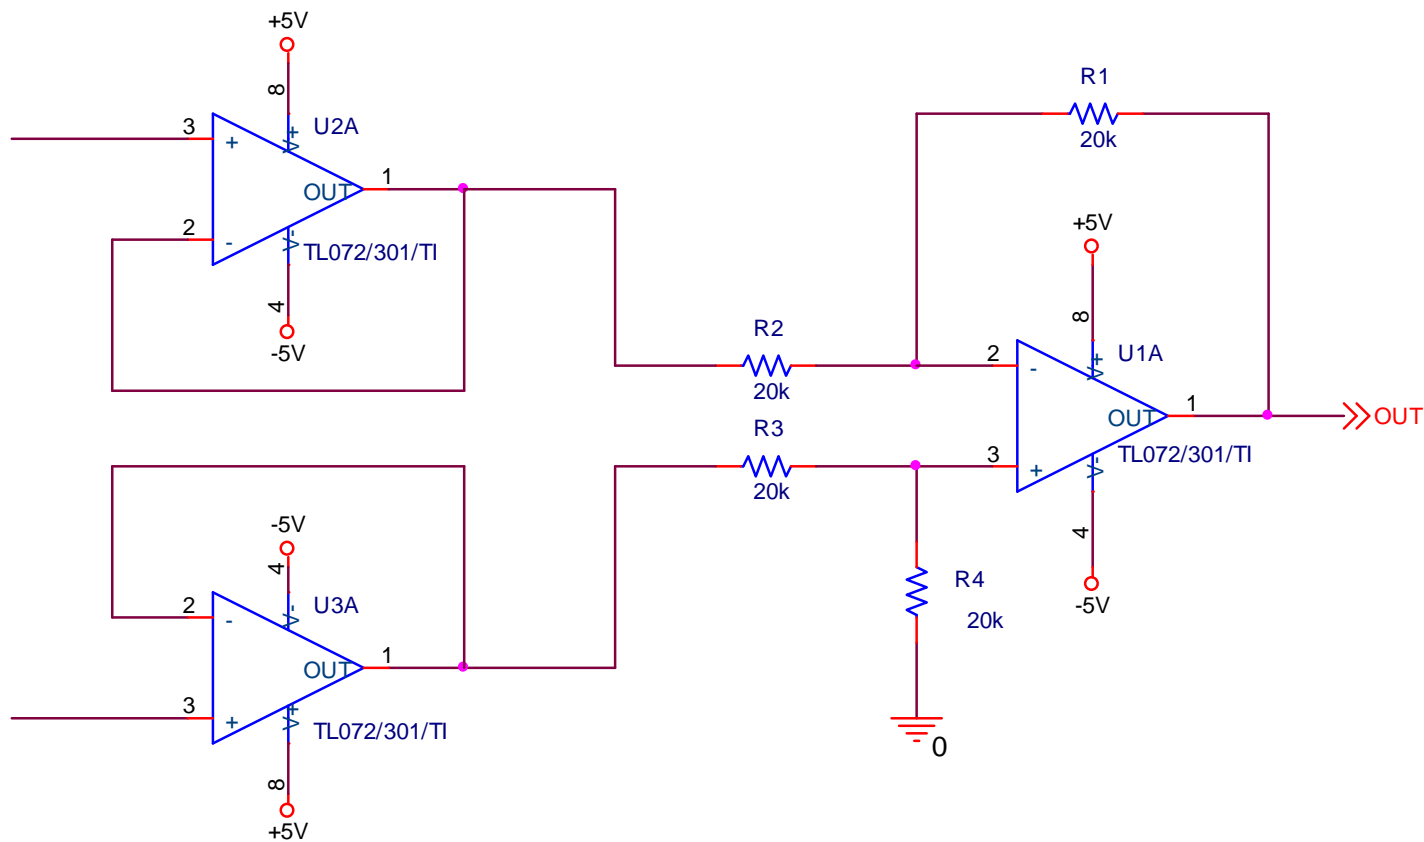 +5V
8
3
U2A
+
V+
OUT
1
2
-
V-
TL072/301/TI
4
-5V
R1
20k
+5V
8
R2
20k
2
U1A
-
V+
OUT
1
OUT
R3
20k
3
+
V-
TL072/301/TI
4
-5V
-5V
4
2
U3A
-
V-
OUT
1
3
+
V+
TL072/301/TI
8
+5V
R4
20k
0